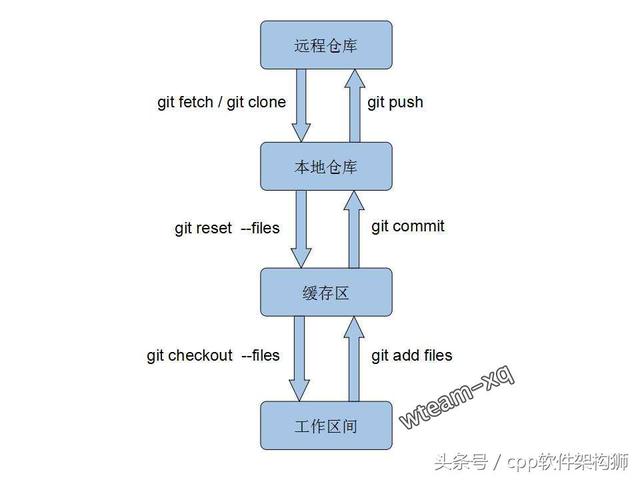 远程仓库
git fetch / git clone
git push
本地仓库
git reset  --files
git commit
缓存区
git checkout  --files
git add files
wteam-xq
工作区间
头条号 / cpp软件架构狮